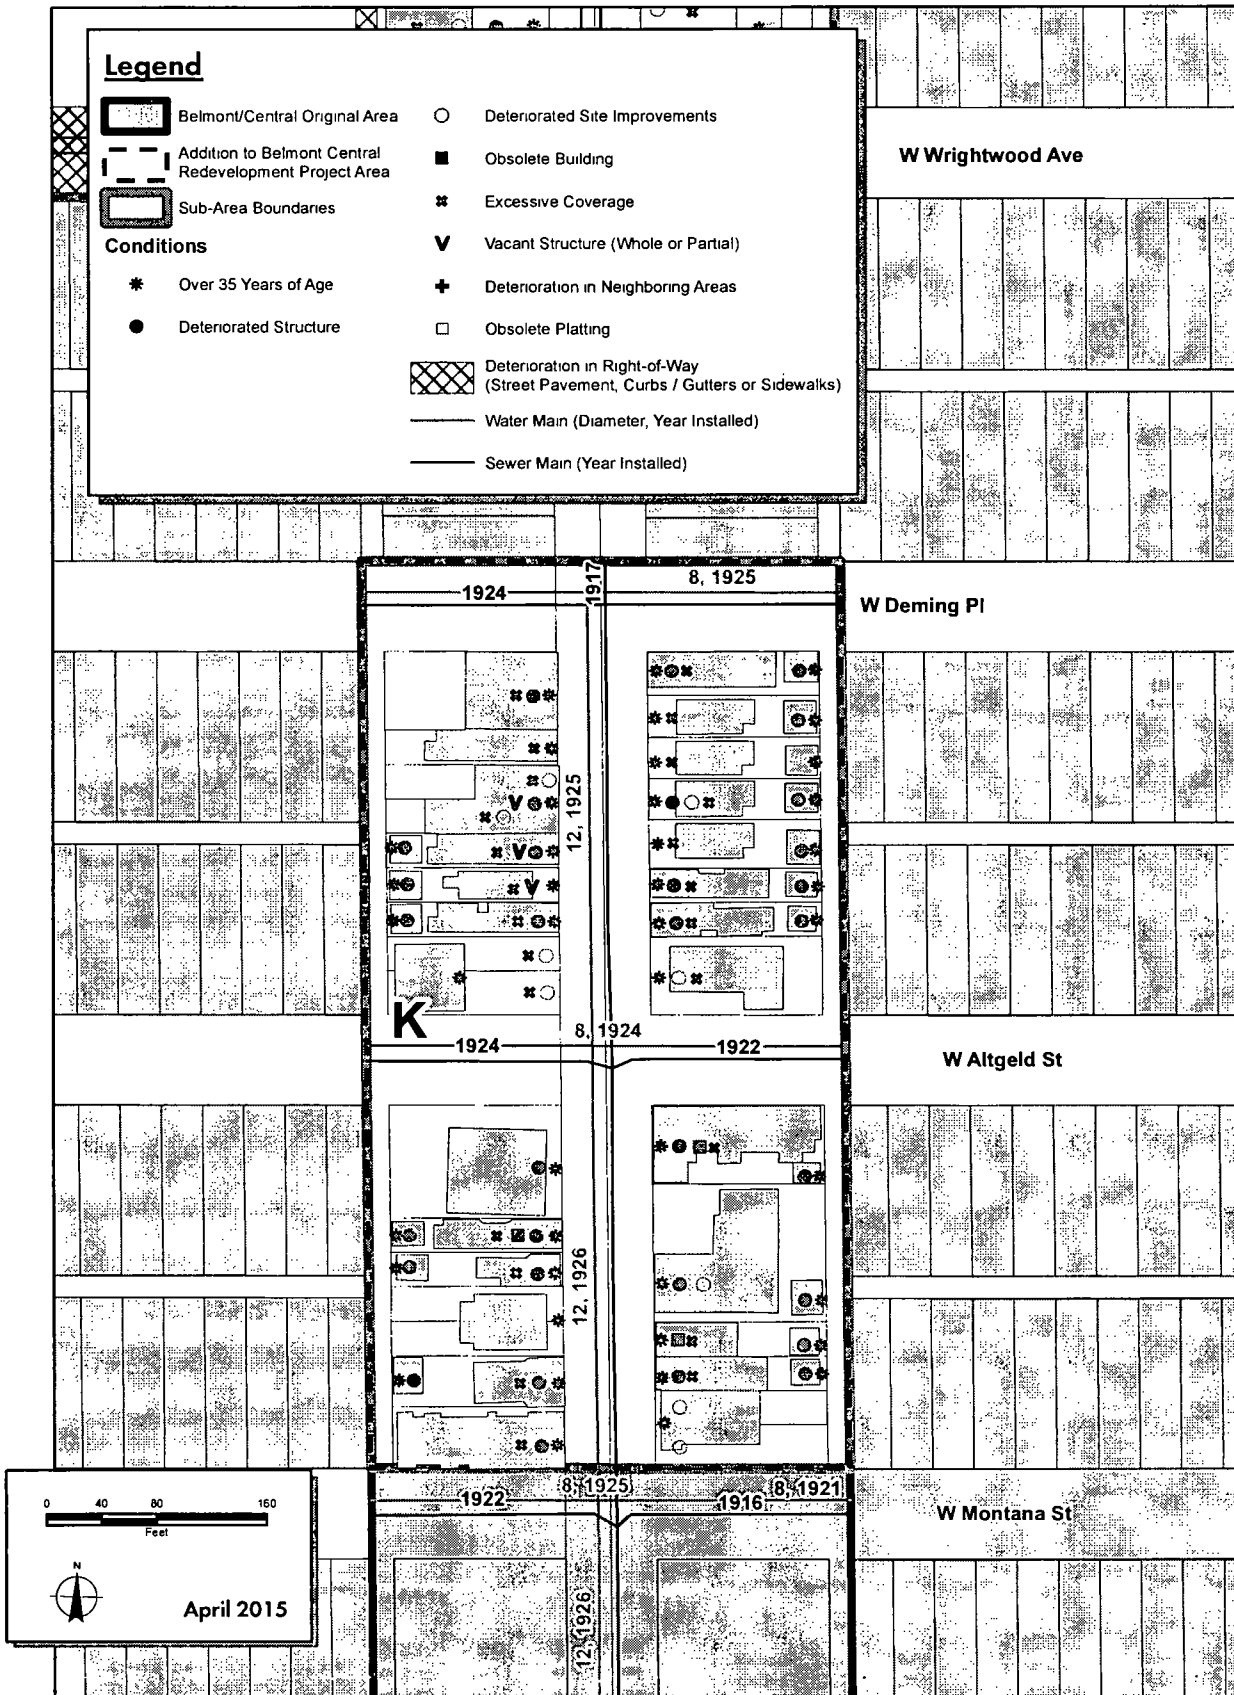 Legend
Belmont/Central Original Area
Addition to Belmont Central
Redevelopment Project Area
Sub-Area Boundaries
Conditions
Over 35 Years of Age
Deteriorated Structure
Deteriorated Site Improvements
Obsolete Building
Excessive Coverage
V Vacant Structure (Whole or Partial)
Deterioration in Neighboring Areas
Obsolete Platting
Deterioration in Right-of-Way
(Street Pavement, Curbs / Gutters or Sidewalks)
Water Main (Diameter, Year Installed)
Sewer Main (Year Installed)
W Wrightwood Ave
1924
1917
8, 1925
W Deming Pl
12, 1925
V
V
V
K
8, 1924
1924
1922
W Altgeld St
12, 1926
8, 1925
8, 1921
1922
1916
W Montana St
12, 1926
0 40 80 160
Feet
N
April 2015